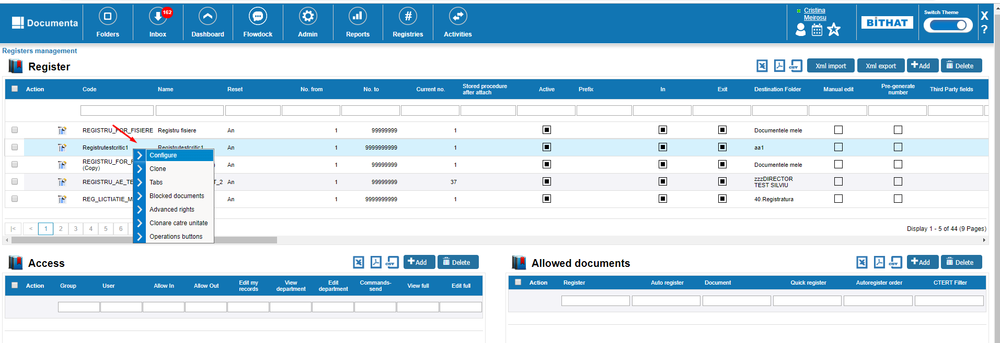 Documenta
Folders
162
Inbox
Dashboard
Flowdock
Admin
Reports
#
Registries
Activities
Cristina
Meirosu
BITHAT
Switch Theme
X
?
Registers management
Register
CSV
Xml import
Xml export
+Add
Delete
Action
Code
Name
Reset
No. from
No. to
Current no.
Stored procedure
after attach
Active
Prefix
In
Exit
Destination Folder
Manual edit
Pre-generate
number
Third Party fields
REGISTRU_FOR_FISIERE Registru fisiere An 1 99999999 1 Documentele mele
Registrutestcritic1 Registrutestcritic1 An 1 9999999999 1 aa1
REGISTRU_FOR_F
(Copy)
) An 1 99999999 1 Documentele mele
REGISTRU_AE_TE T_2 An 1 99999999 37 zzzDIRECTOR
TEST SILVIU
REG_LICTIATIE_M An 1 9999999999 1 40.Registratura
Configure
Clone
Tabs
Blocked documents
Advanced rights
Clonare catre unitate
Operations buttons
|< < 1 2 3 4 5 6
Display 1 - 5 of 44 (9 Pages)
Access
CSV
+Add
Delete
Action
Group
User
Allow In
Allow Out
Edit my
records
View
department
Edit
department
Commands-
send
View full
Edit full
Allowed documents
CSV
+Add
Delete
Action
Register
Auto register
Document
Quick register
Autoregister order
CTERT Filter